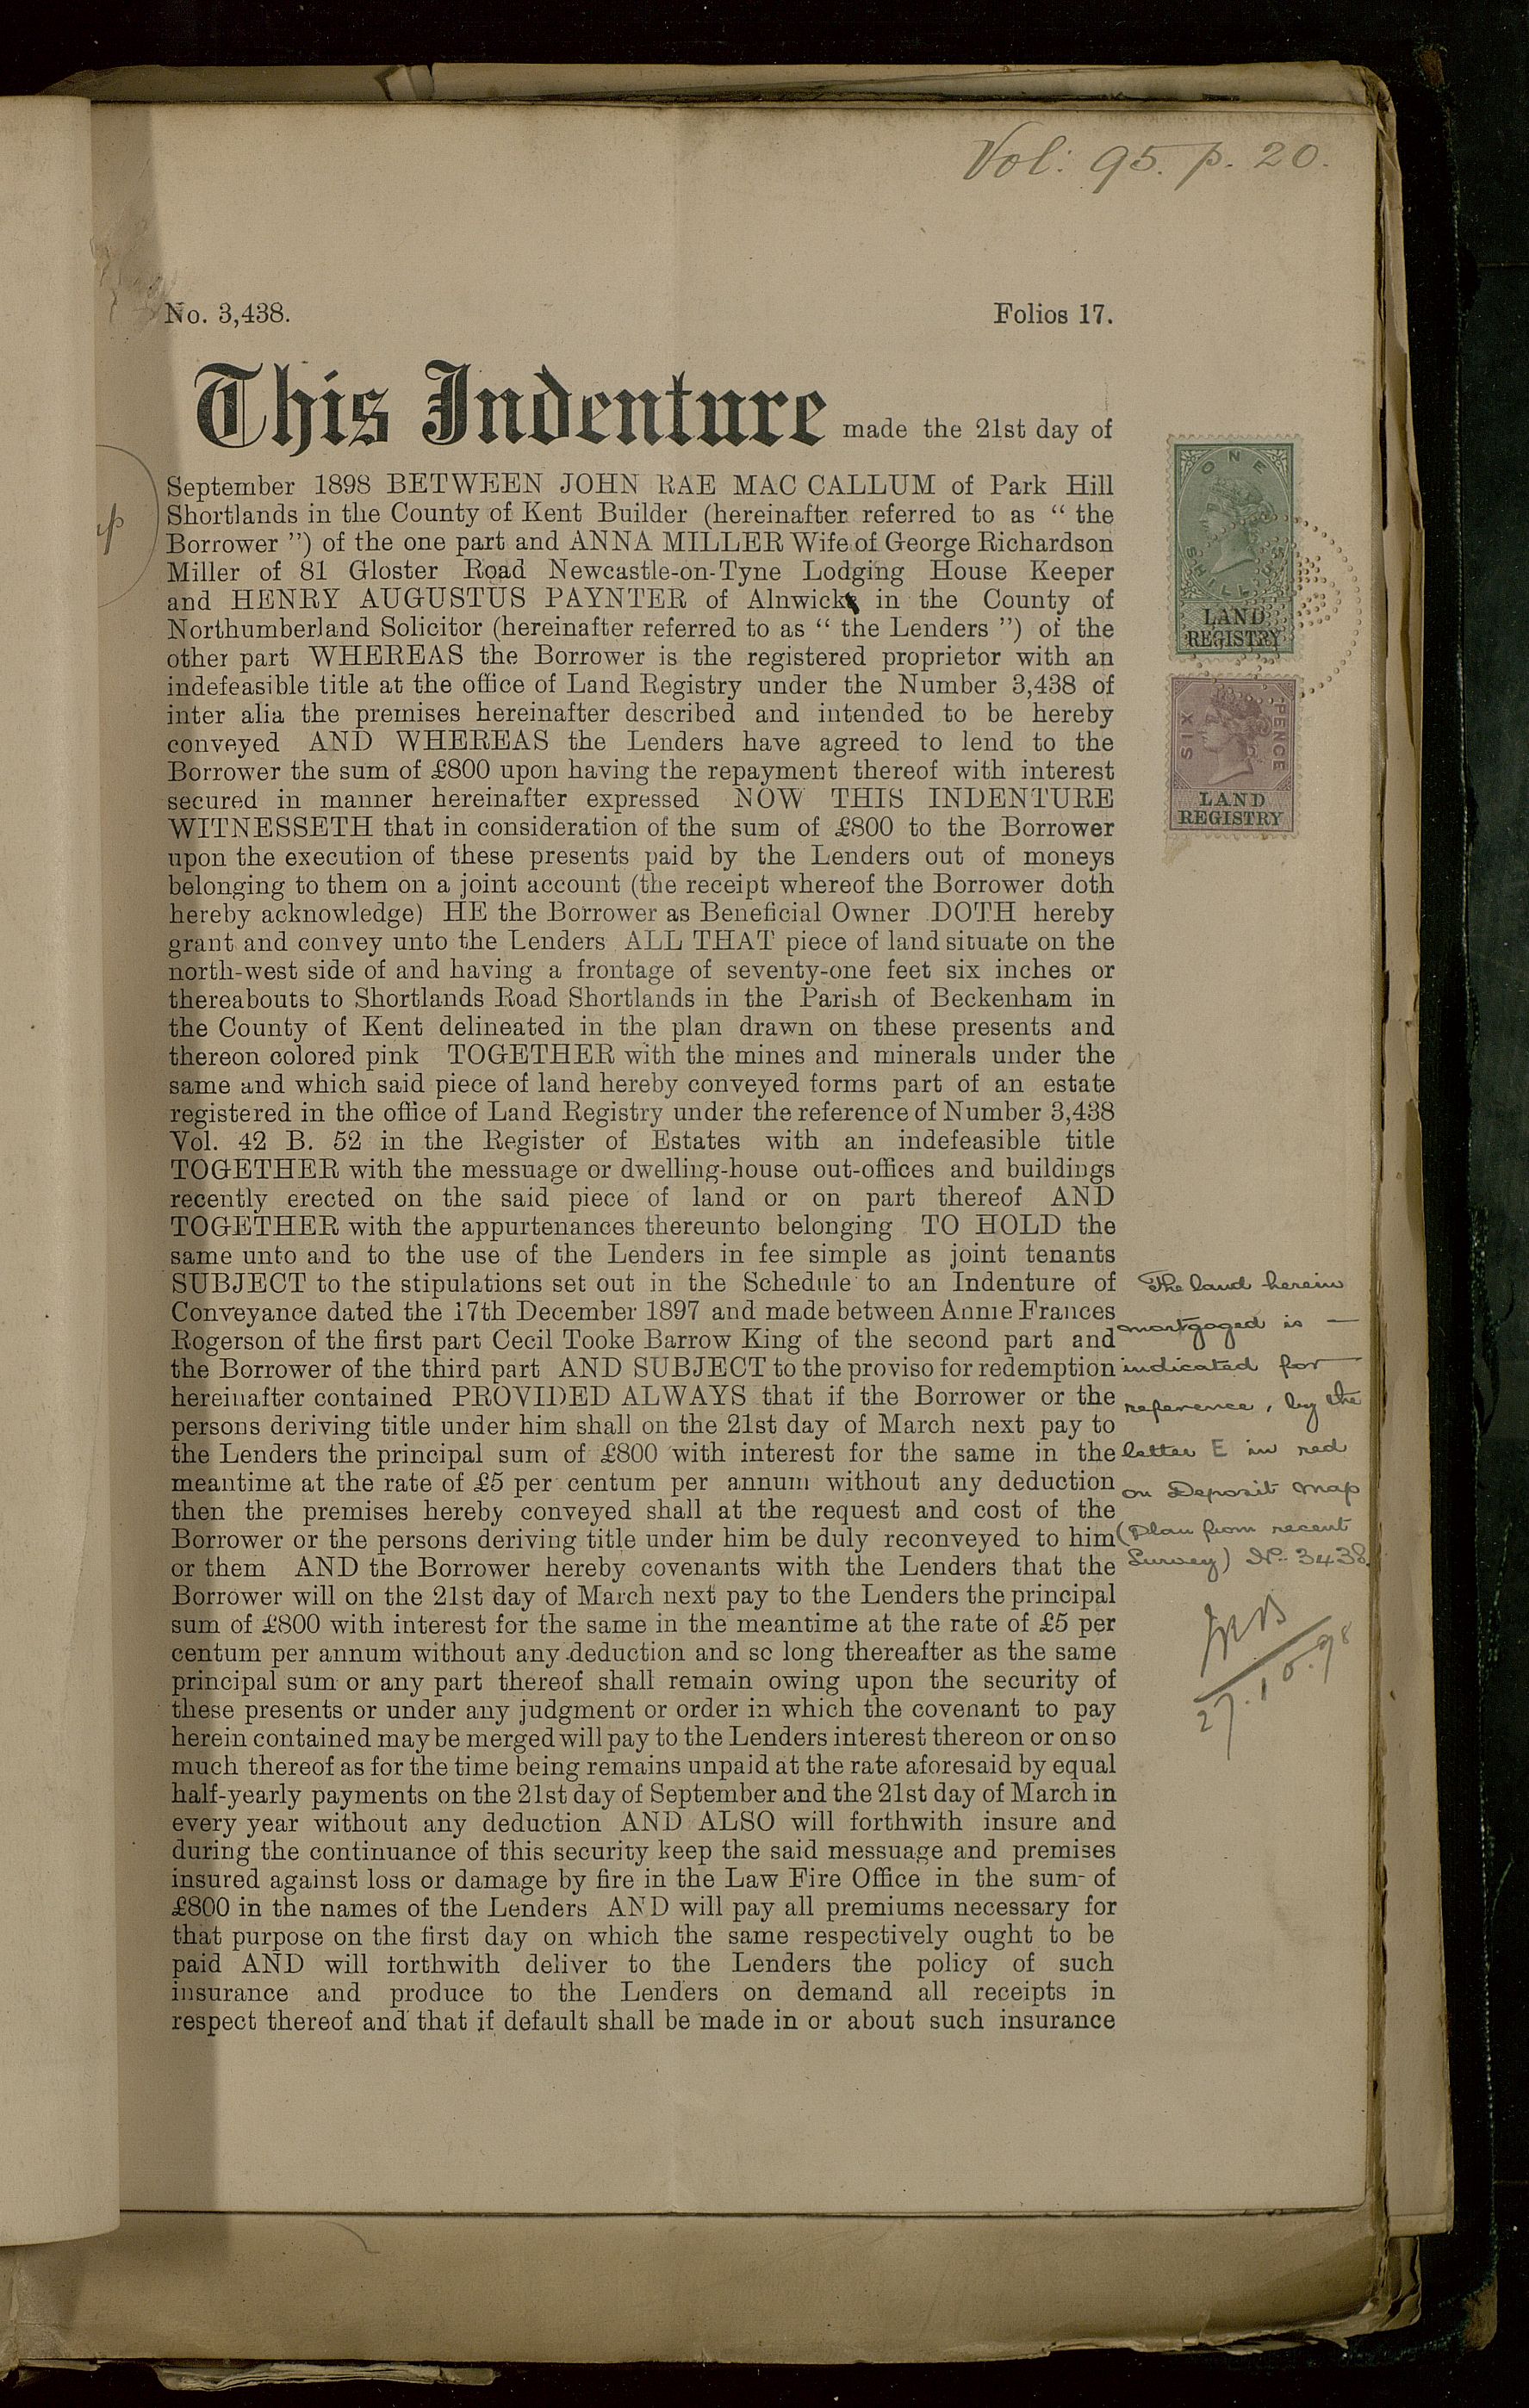 Vol: 95. p. 20.
No. 3,438.
Folios 17.
This Indenture made the 21st day of
September 1898 BETWEEN JOHN RAE MAC CALLUM of Park Hill
Shortlands in the County of Kent Builder (hereinafter referred to as “ the
Borrower ”) of the one part and ANNA MILLER Wife of George Richardson
Miller of 81 Gloster Road Newcastle-on-Tyne Lodging House Keeper
and HENRY AUGUSTUS PAYNTER of Alnwick in the County of
Northumberland Solicitor (hereinafter referred to as “ the Lenders ”) of the
other part WHEREAS the Borrower is the registered proprietor with an
indefeasible title at the office of Land Registry under the Number 3,438 of
inter alia the premises hereinafter described and intended to be hereby
conveyed AND WHEREAS the Lenders have agreed to lend to the
Borrower the sum of £800 upon having the repayment thereof with interest
secured in manner hereinafter expressed NOW THIS INDENTURE
WITNESSETH that in consideration of the sum of £800 to the Borrower
upon the execution of these presents paid by the Lenders out of moneys
belonging to them on a joint account (the receipt whereof the Borrower doth
hereby acknowledge) HE the Borrower as Beneficial Owner DOTH hereby
grant and convey unto the Lenders ALL THAT piece of land situate on the
north-west side of and having a frontage of seventy-one feet six inches or
thereabouts to Shortlands Road Shortlands in the Parish of Beckenham in
the County of Kent delineated in the plan drawn on these presents and
thereon colored pink TOGETHER with the mines and minerals under the
same and which said piece of land hereby conveyed forms part of an estate
registered in the office of Land Registry under the reference of Number 3,438
Vol. 42 B. 52 in the Register of Estates with an indefeasible title
TOGETHER with the messuage or dwelling-house out-offices and buildings
recently erected on the said piece of land or on part thereof AND
TOGETHER with the appurtenances thereunto belonging TO HOLD the
same unto and to the use of the Lenders in fee simple as joint tenants
SUBJECT to the stipulations set out in the Schedule to an Indenture of
Conveyance dated the 17th December 1897 and made between Annie Frances
Rogerson of the first part Cecil Tooke Barrow King of the second part and
the Borrower of the third part AND SUBJECT to the proviso for redemption
hereinafter contained PROVIDED ALWAYS that if the Borrower or the
persons deriving title under him shall on the 21st day of March next pay to
the Lenders the principal sum of £800 with interest for the same in the
meantime at the rate of £5 per centum per annum without any deduction
then the premises hereby conveyed shall at the request and cost of the
Borrower or the persons deriving title under him be duly reconveyed to him
or them AND the Borrower hereby covenants with the Lenders that the
Borrower will on the 21st day of March next pay to the Lenders the principal
sum of £800 with interest for the same in the meantime at the rate of £5 per
centum per annum without any deduction and so long thereafter as the same
principal sum or any part thereof shall remain owing upon the security of
these presents or under any judgment or order in which the covenant to pay
herein contained may be merged will pay to the Lenders interest thereon or on so
much thereof as for the time being remains unpaid at the rate aforesaid by equal
half-yearly payments on the 21st day of September and the 21st day of March in
every year without any deduction AND ALSO will forthwith insure and
during the continuance of this security keep the said messuage and premises
insured against loss or damage by fire in the Law Fire Office in the sum of
£800 in the names of the Lenders AND will pay all premiums necessary for
that purpose on the first day on which the same respectively ought to be
paid AND will forthwith deliver to the Lenders the policy of such
insurance and produce to the Lenders on demand all receipts in
respect thereof and that if default shall be made in or about such insurance
ONE
SHILLING
LAND
REGISTRY
SIX
PENCE
LAND
REGISTRY
The land herein
mortgaged is —
indicated for
reference, by the
letter E in red
on Deposit map
(Plan from recent
Survey) No. 3438.
27.10.98